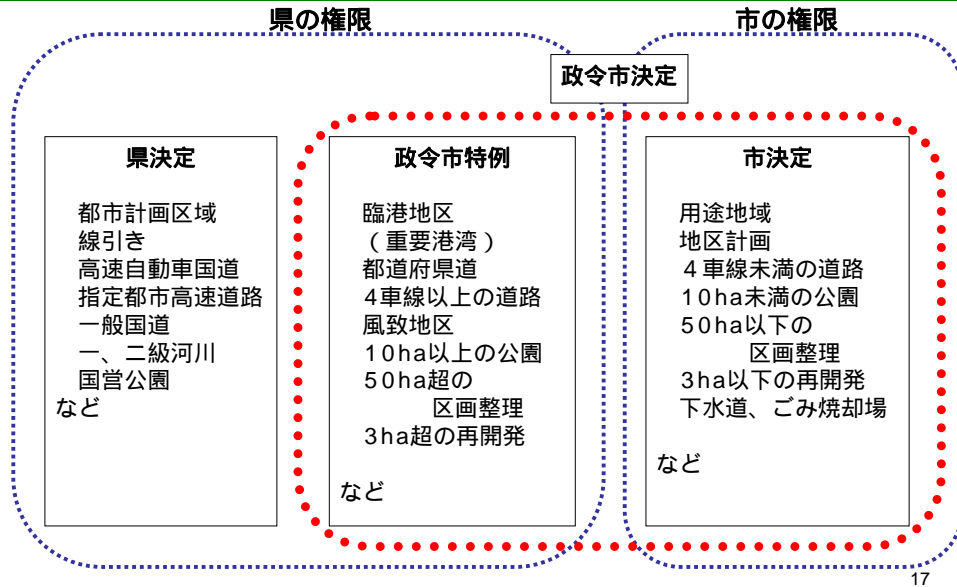 県の権限
市の権限
政令市決定
県決定
都市計画区域
線引き
高速自動車国道
指定都市高速道路
一般国道
一、二級河川
国営公園
など
政令市特例
臨港地区
(重要港湾)
都道府県道
4車線以上の道路
風致地区
10ha以上の公園
50ha超の
区画整理
3ha超の再開発
など
市決定
用途地域
地区計画
4車線未満の道路
10ha未満の公園
50ha以下の
区画整理
3ha以下の再開発
下水道、ごみ焼却場
など
17